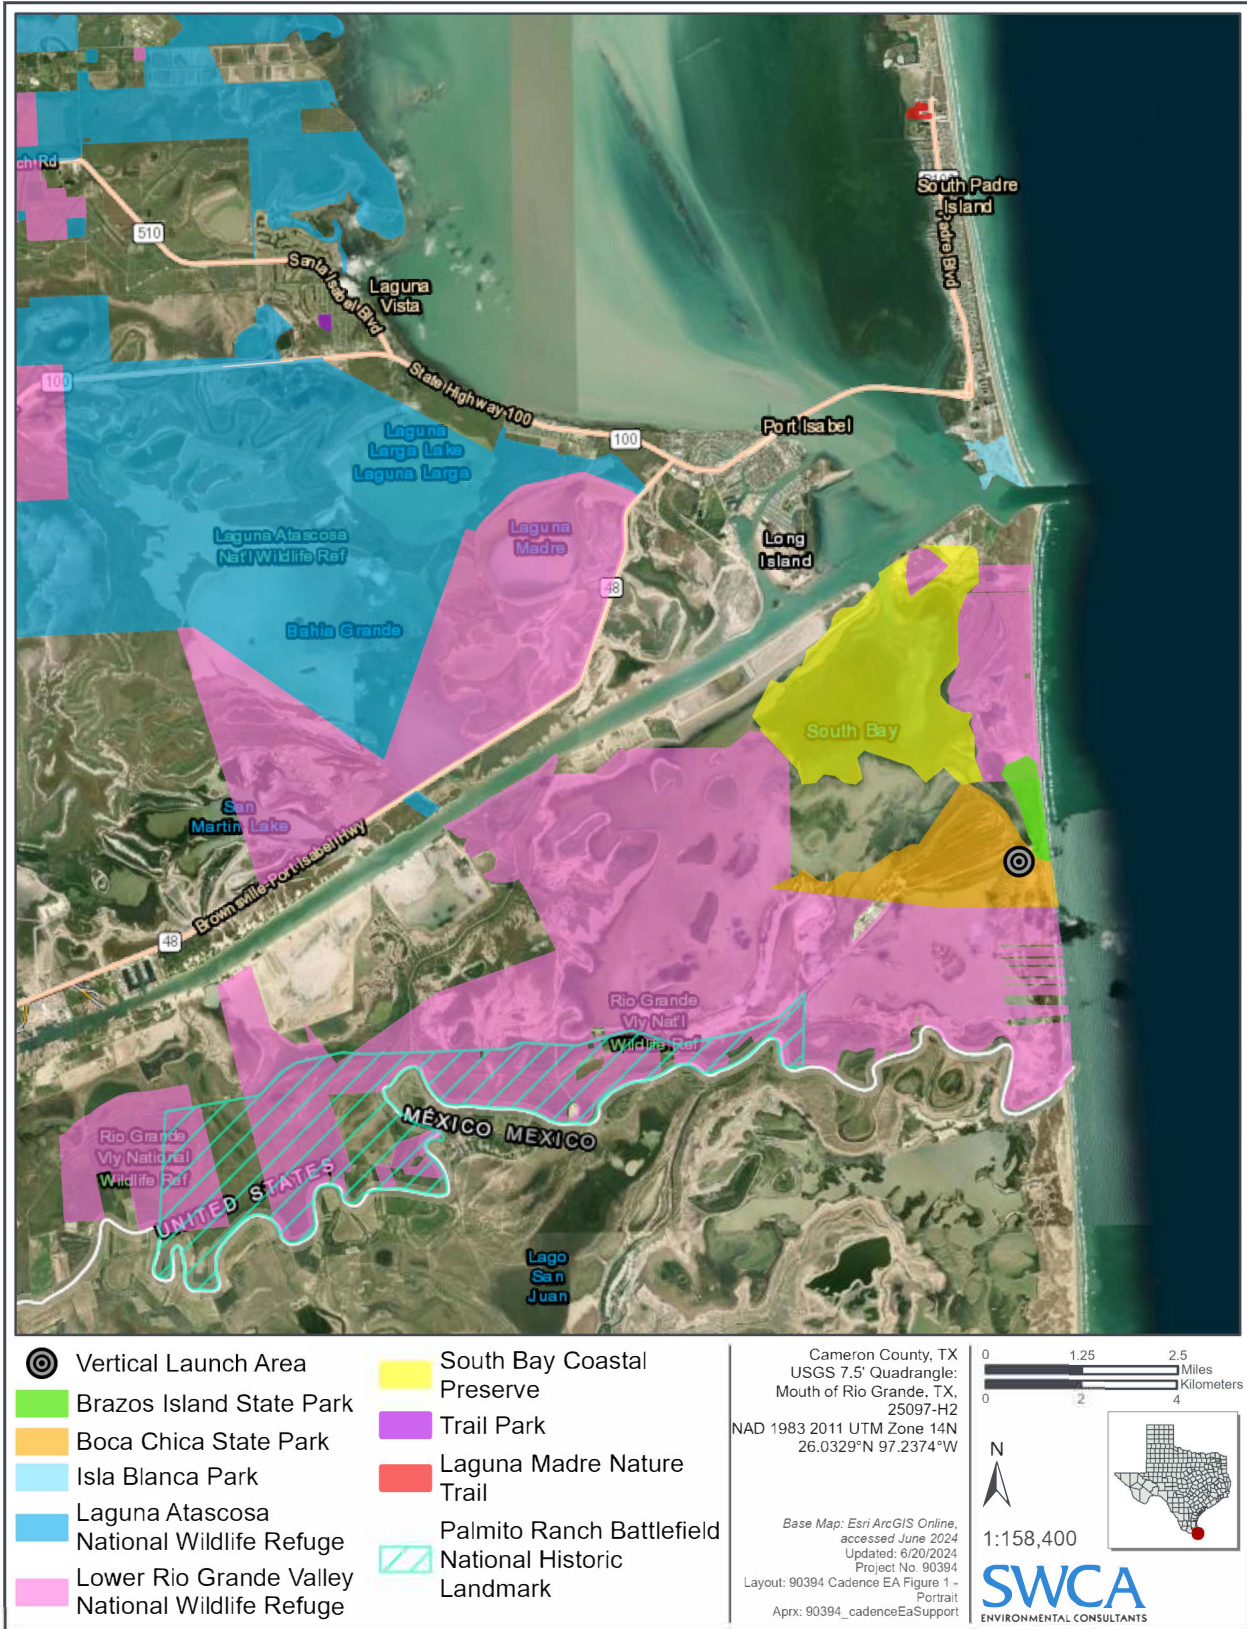 ch Rd
510
Santa Isabel Blvd
Laguna
Vista
South Padre
Island
Padre Blvd
100
State Highway 100
100
Port Isabel
Laguna
Larga Lake
Laguna Larga
Laguna Atascosa
Nat'l Wildlife Ref
Laguna
Madre
Long
Island
48
Bahia Grande
South Bay
San
Martin Lake
Brownsville-Port Isabel Hwy
48
Rio Grande
Vly Nat'l
Wildlife Ref
MÉXICO MEXICO
Rio Grande
Vly National
Wildlife Ref
UNITED STATES
Lago
San
Juan
Vertical Launch Area
Brazos Island State Park
Boca Chica State Park
Isla Blanca Park
Laguna Atascosa
National Wildlife Refuge
Lower Rio Grande Valley
National Wildlife Refuge
South Bay Coastal
Preserve
Trail Park
Laguna Madre Nature
Trail
Palmito Ranch Battlefield
National Historic
Landmark
Cameron County, TX
USGS 7.5' Quadrangle:
Mouth of Rio Grande, TX,
25097-H2
NAD 1983 2011 UTM Zone 14N
26.0329°N 97.2374°W
Base Map: Esri ArcGIS Online,
accessed June 2024
Updated: 6/20/2024
Project No. 90394
Layout: 90394 Cadence EA Figure 1 -
Portrait
Aprx: 90394_cadenceEaSupport
0 1.25 2.5
Miles
Kilometers
0 2 4
N
1:158,400
SWCA
ENVIRONMENTAL CONSULTANTS